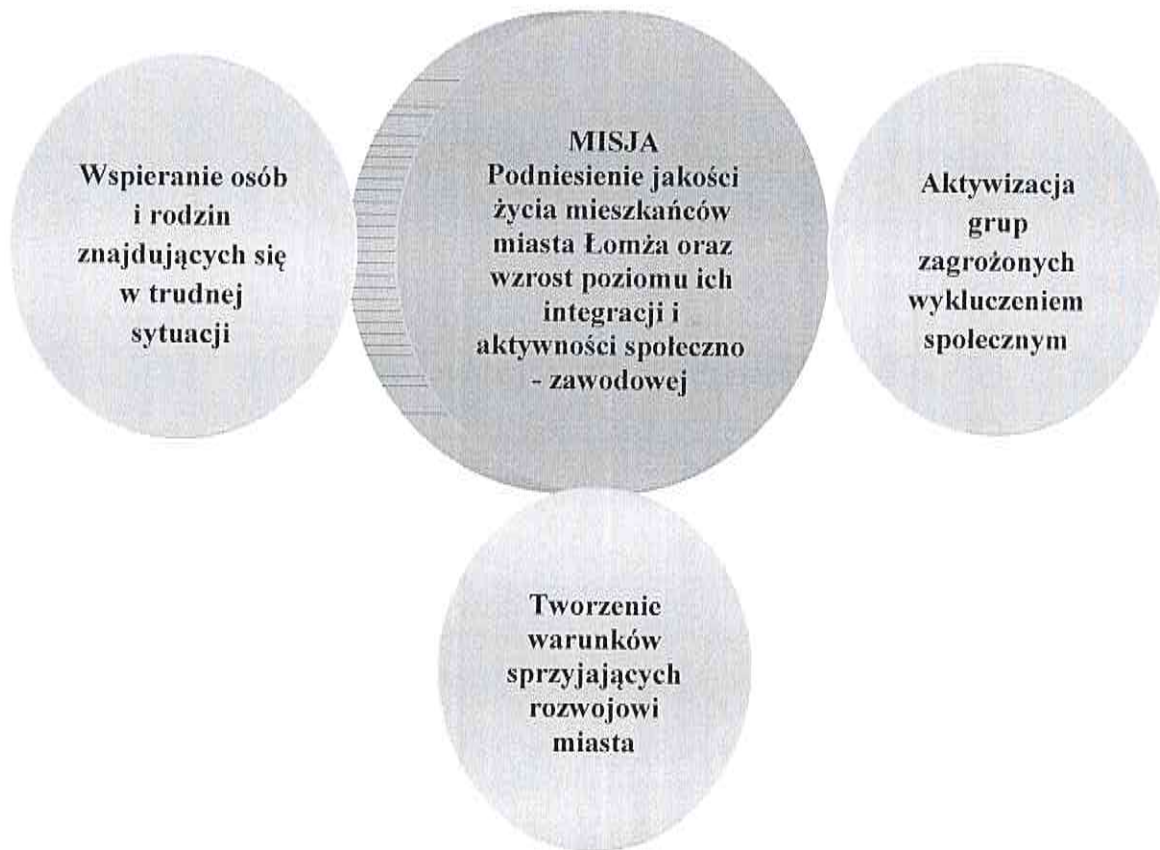 Wspieranie osób
i rodzin
znajdujących się
w trudnej
sytuacji
MISJA
Podniesienie jakości
życia mieszkańców
miasta Łomża oraz
wzrost poziomu ich
integracji i
aktywności społeczno
- zawodowej
Aktywizacja
grup
zagrożonych
wykluczeniem
społecznym
Tworzenie
warunków
sprzyjających
rozwojowi
miasta